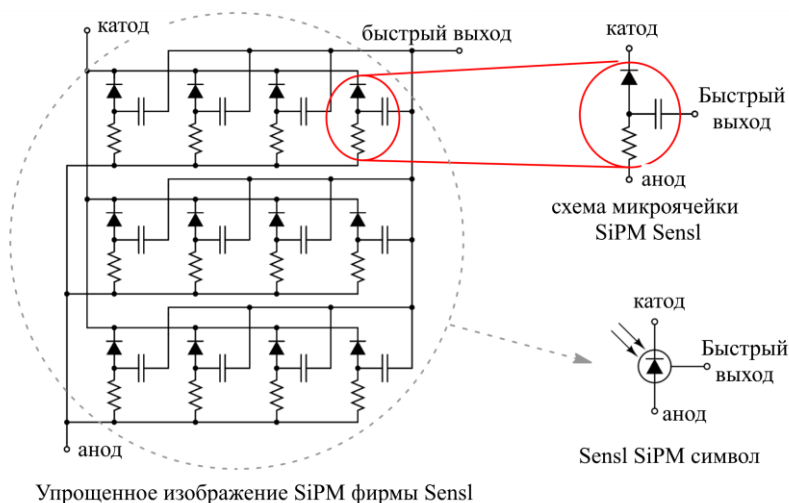 катод
быстрый выход
анод
Упрощенное изображение SiPM фирмы Sensl
катод
Быстрый
выход
анод
схема микроячейки
SiPM Sensl
катод
Быстрый
выход
анод
Sensl SiPM символ